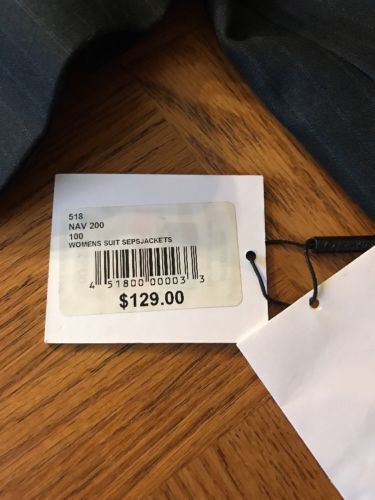 518
NAV 200
100
WOMENS SUIT SEPSJACKETS
4 51800 00003 3
$129.00